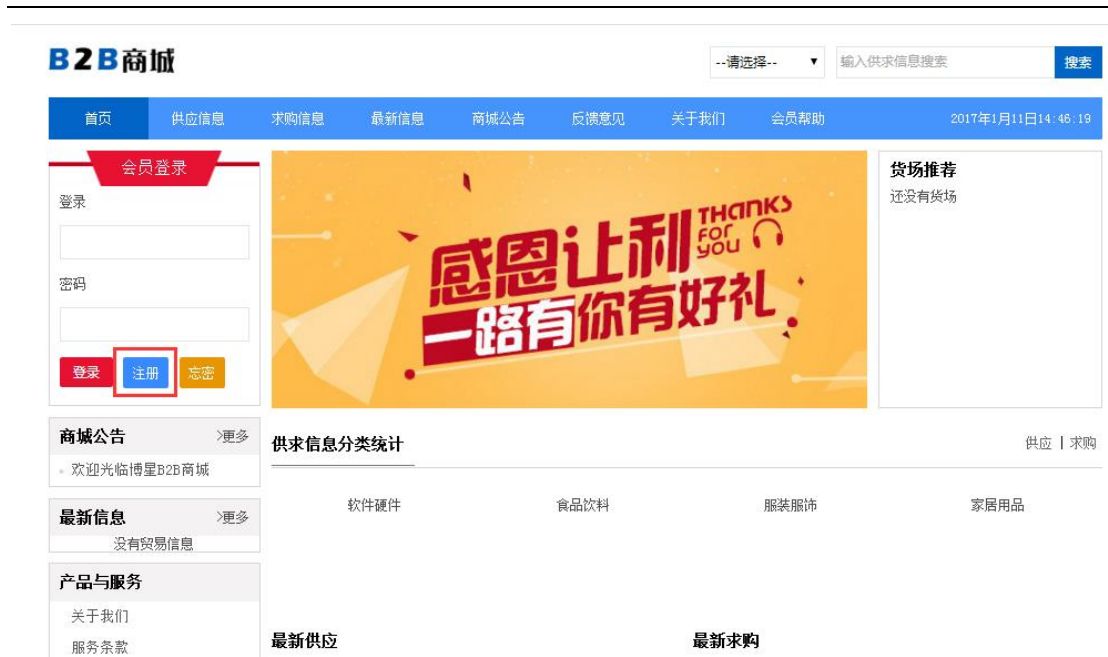 B2B商城
--请选择-- ▼ 输入供求信息搜索 搜索
首页 供应信息 求购信息 最新信息 商城公告 反馈意见 关于我们 会员帮助 2017年1月11日14:46:19
会员登录
登录
密码
登录 注册 忘密
感恩让利
THANKS
FOR
YOU
一路有你有好礼
货场推荐
还没有货场
商城公告 >更多
欢迎光临博星B2B商城
最新信息 >更多
没有贸易信息
产品与服务
关于我们
服务条款
供求信息分类统计 供应 | 求购
软件硬件 食品饮料 服装服饰 家居用品
最新供应 最新求购